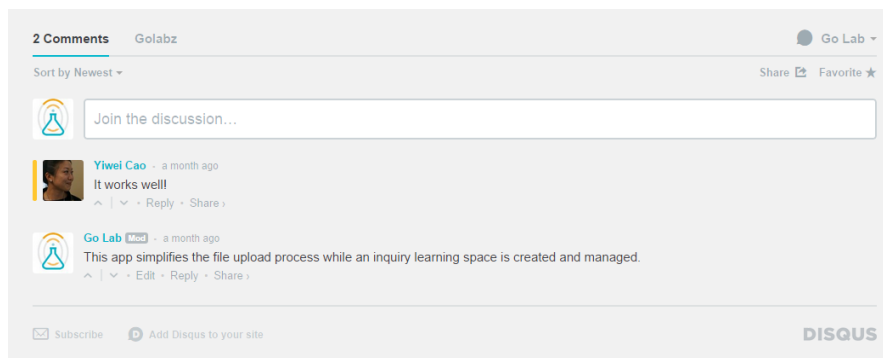 2 Comments Golabz Go Lab
Sort by Newest Share Favorite
Join the discussion...
Yiwei Cao - a month ago
It works well!
Reply • Share ›
Go Lab Mod - a month ago
This app simplifies the file upload process while an inquiry learning space is created and managed.
Edit • Reply • Share ›
Subscribe D Add Disqus to your site DISQUS